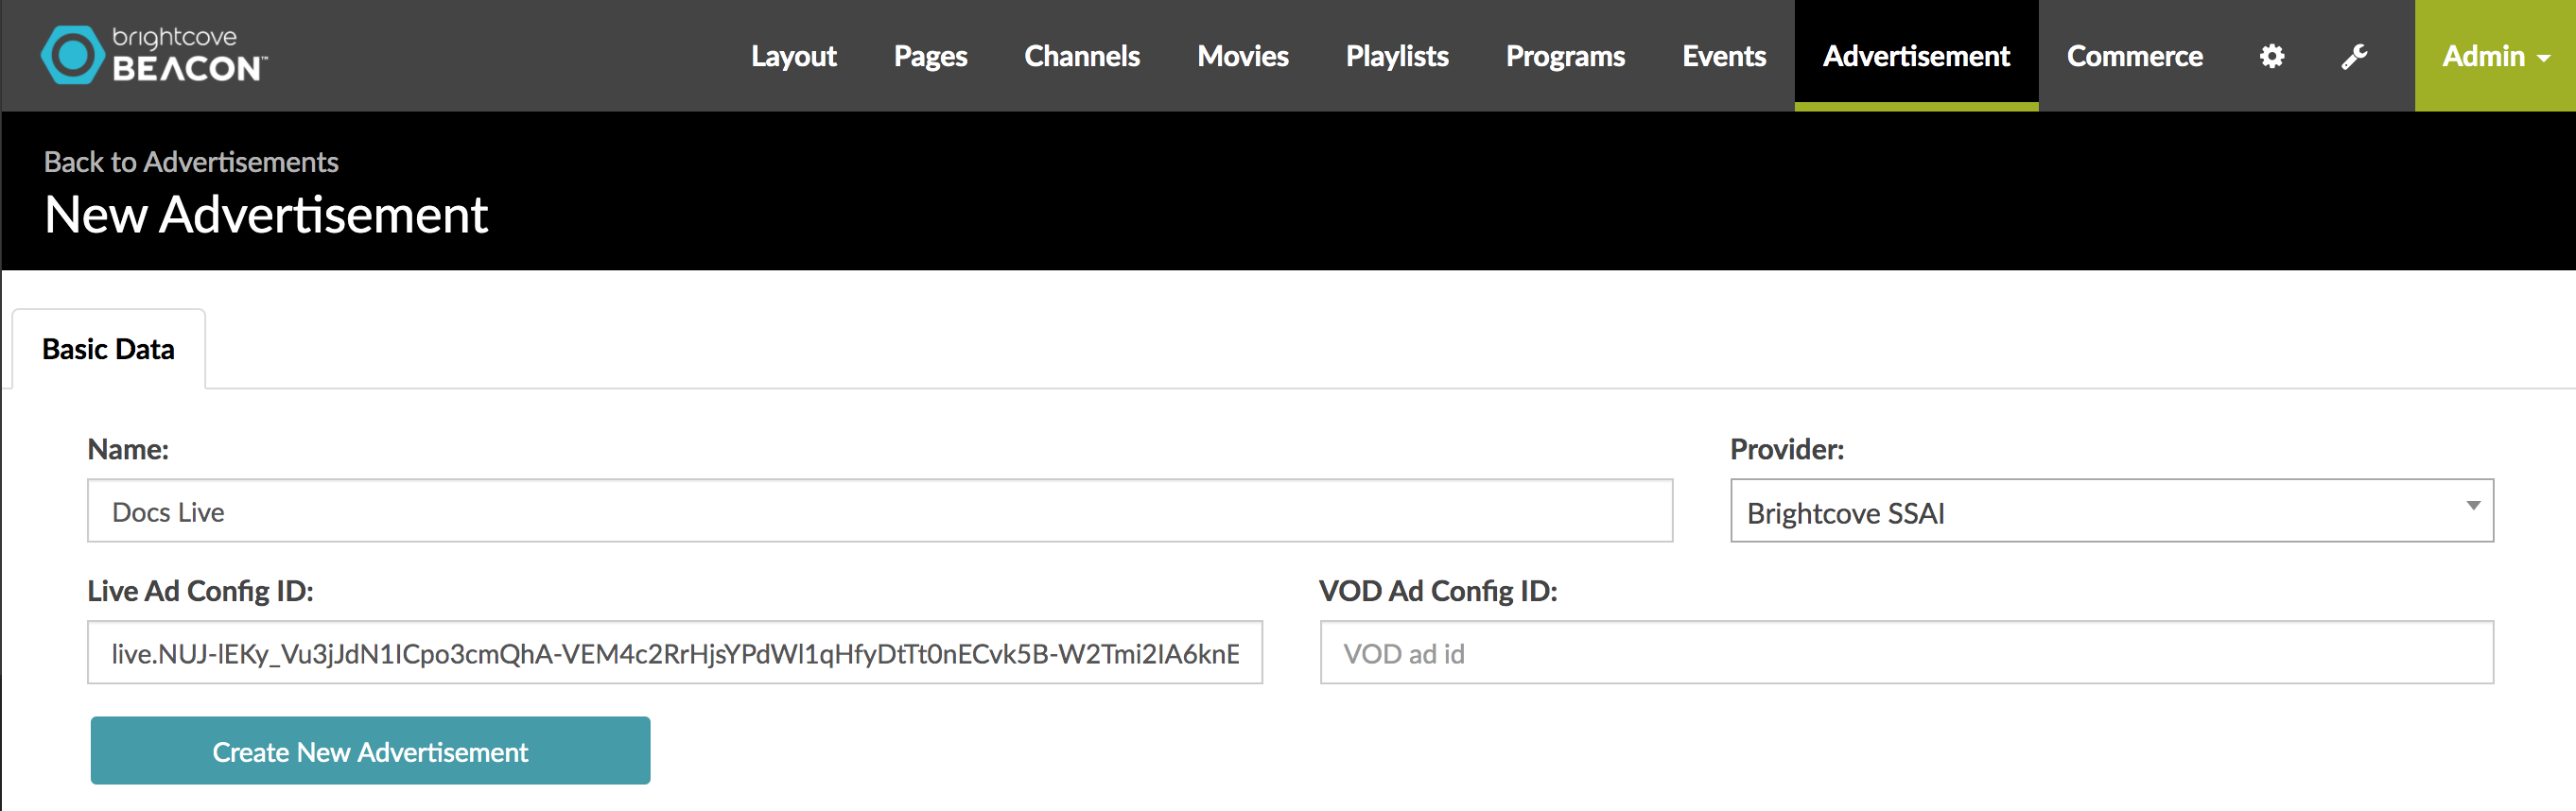 brightcove
BEACON™
Layout Pages Channels Movies Playlists Programs Events Advertisement Commerce Admin
Back to Advertisements
New Advertisement
Basic Data
Name: Provider:
Docs Live Brightcove SSAI
Live Ad Config ID: VOD Ad Config ID:
live.NUJ-lEKy_Vu3jJdN1ICpo3cmQhA-VEM4c2RrHjsYPdWl1qHfyDtTt0nECvk5B-W2Tmi2IA6knE VOD ad id
Create New Advertisement